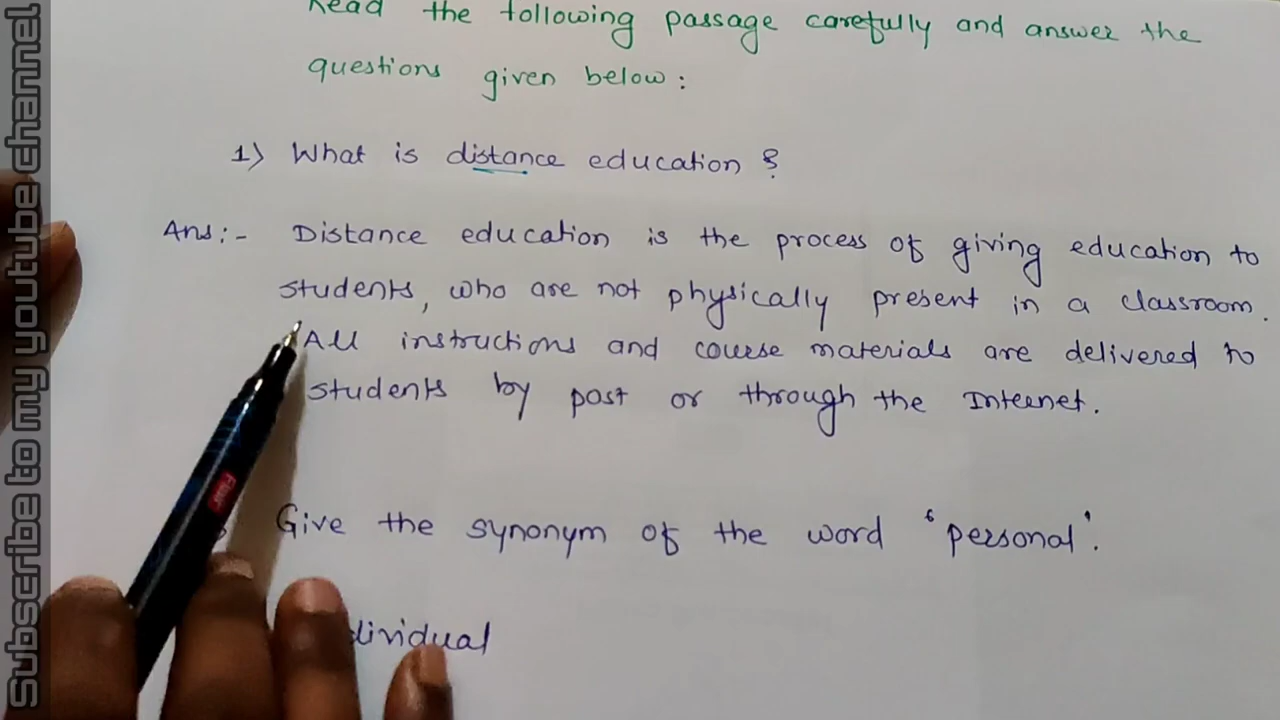 Read the following passage carefully and answer the
questions given below:
1) What is distance education ?
Ans:- Distance education is the process of giving education to
students, who are not physically present in a classroom.
All instructions and course materials are delivered to
students by post or through the Internet.
Give the synonym of the word 'personal'.
dividual
Subscribe to my youtube channel